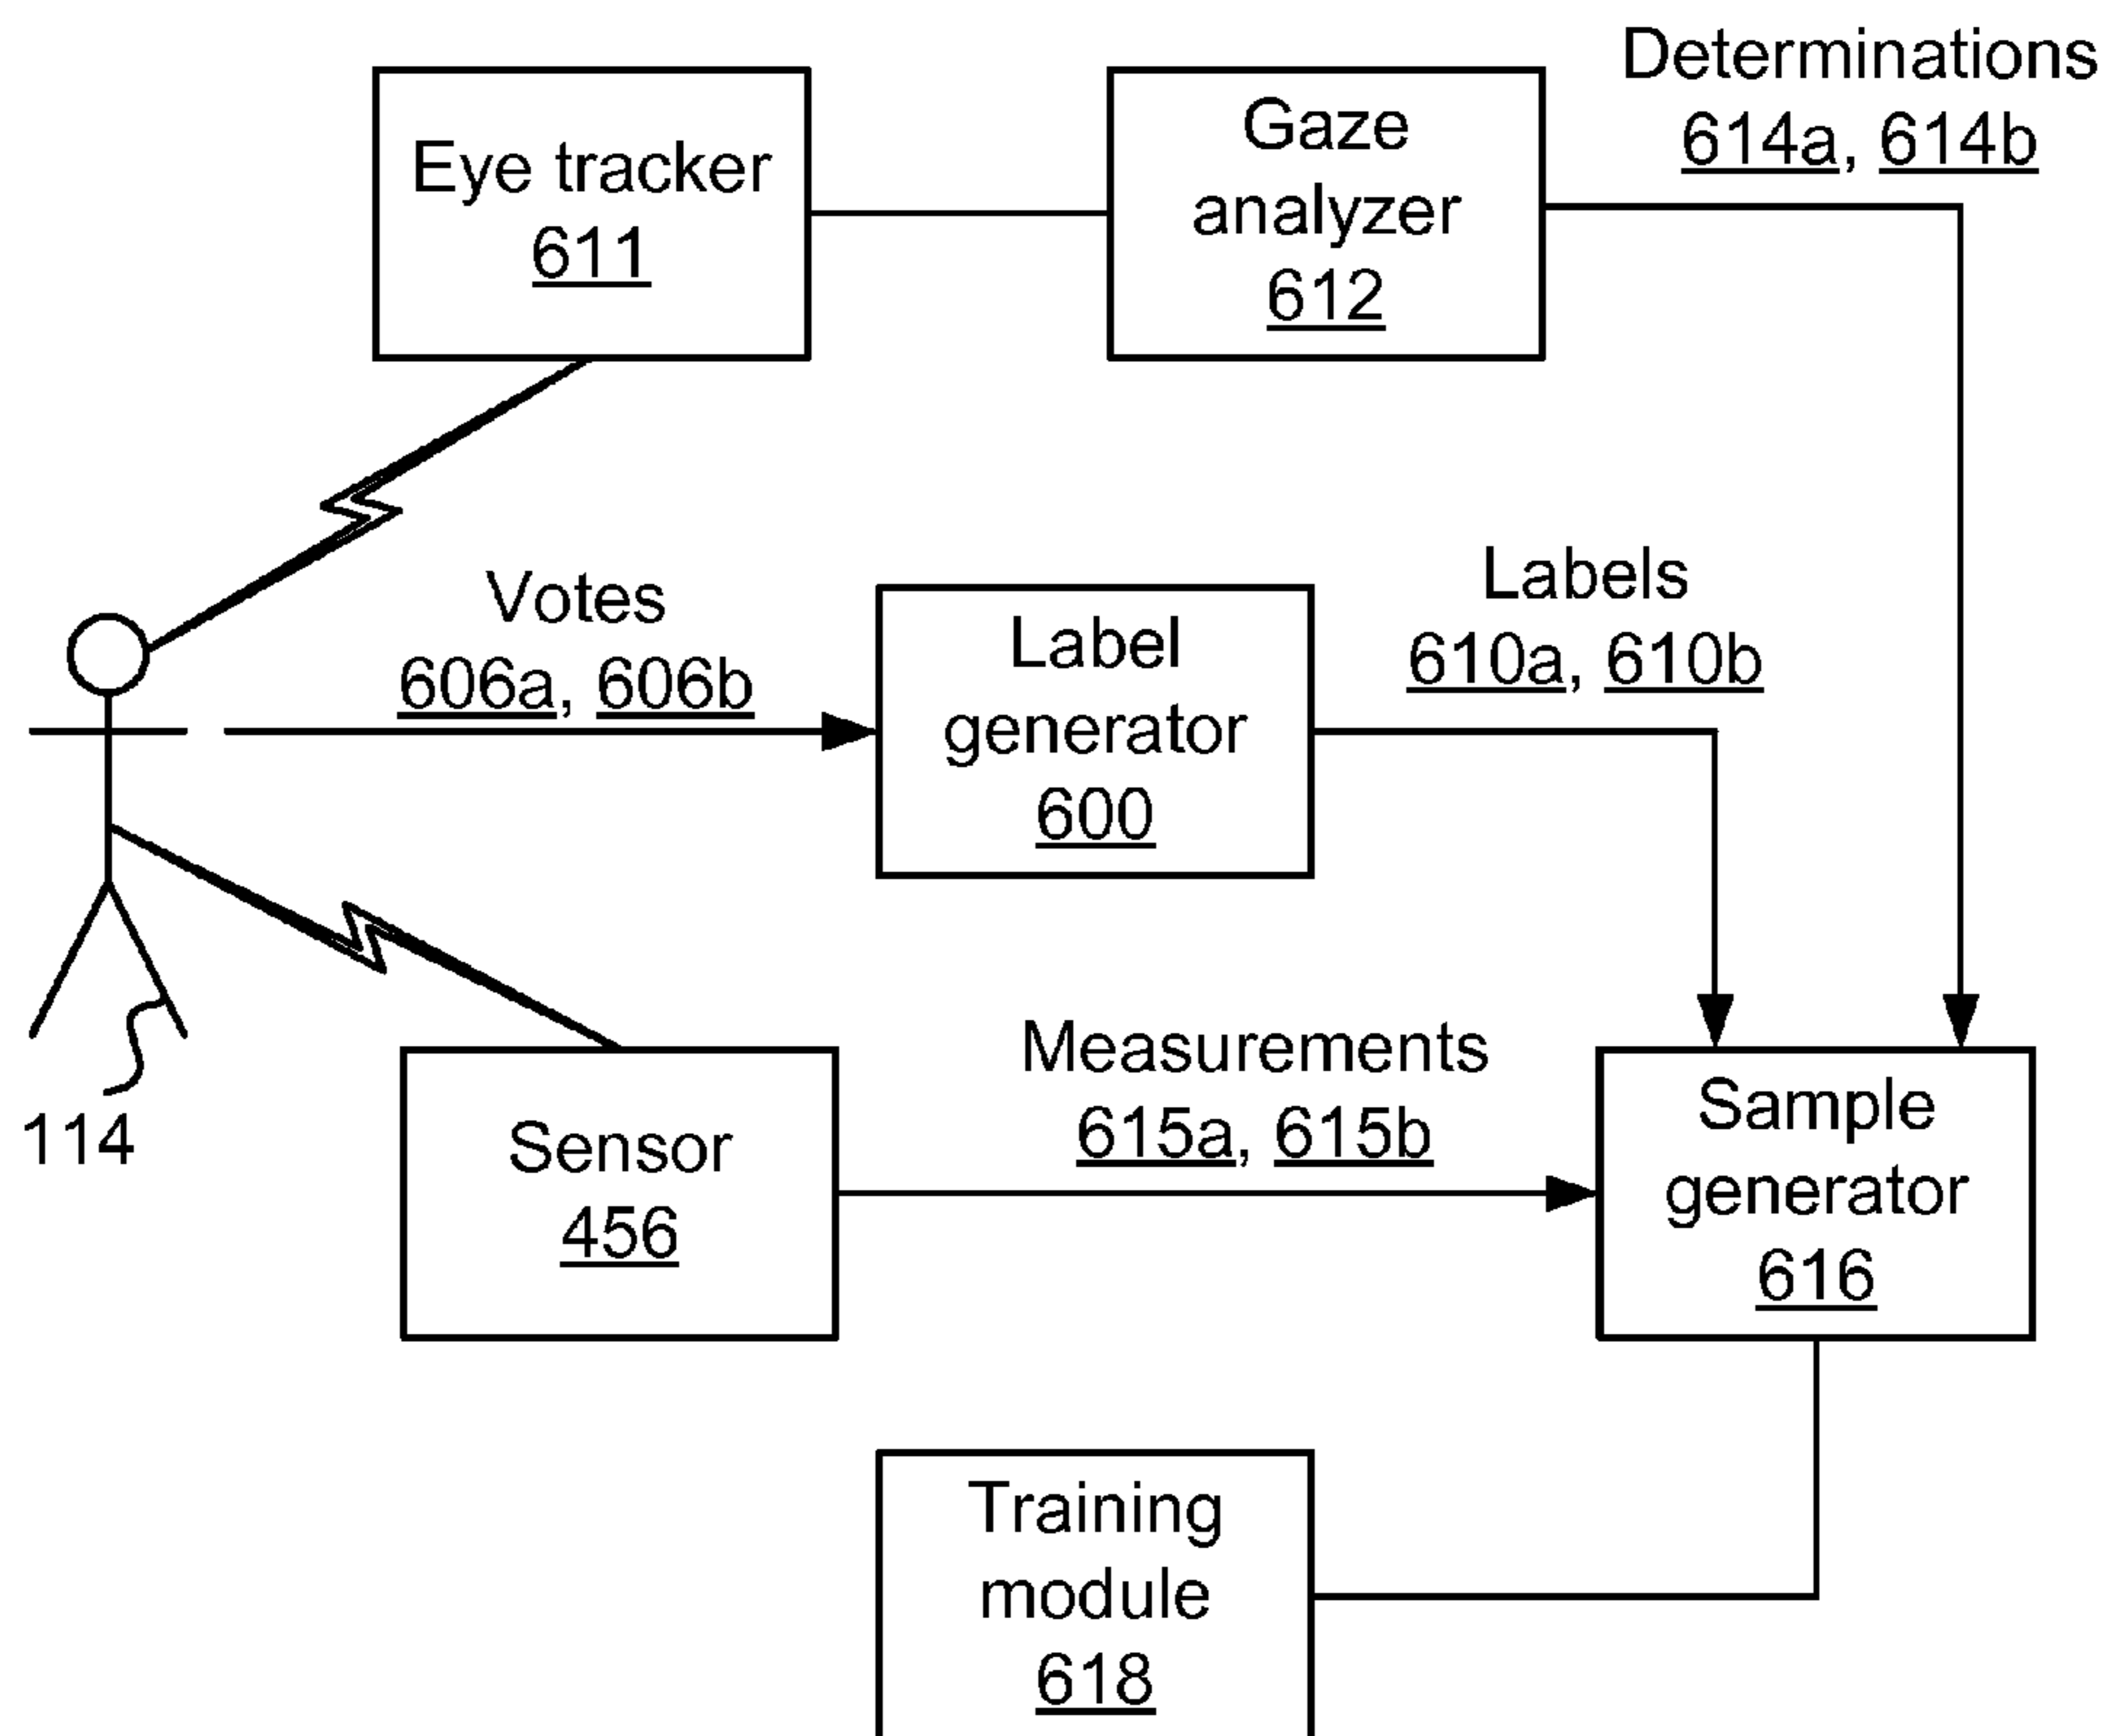 Determinations
614a, 614b
Eye tracker
611
Gaze
analyzer
612
Votes
606a, 606b
Label
generator
600
Labels
610a, 610b
114
Sensor
456
Measurements
615a, 615b
Sample
generator
616
Training
module
618